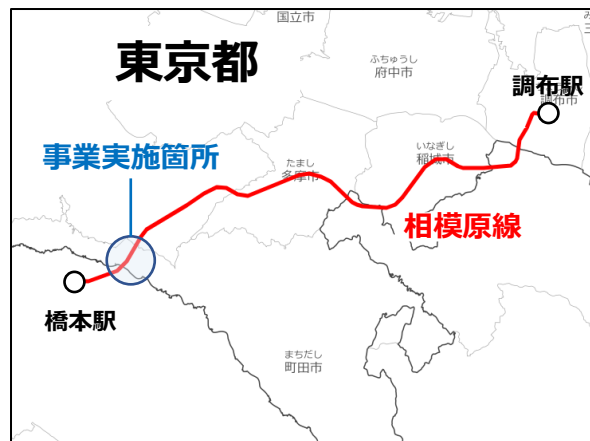 国立市
東京都
ふちゅうし
府中市
調布駅
調布市
いなぎし
稲城市
事業実施箇所
たまし
多摩市
相模原線
橋本駅
まちだし
町田市